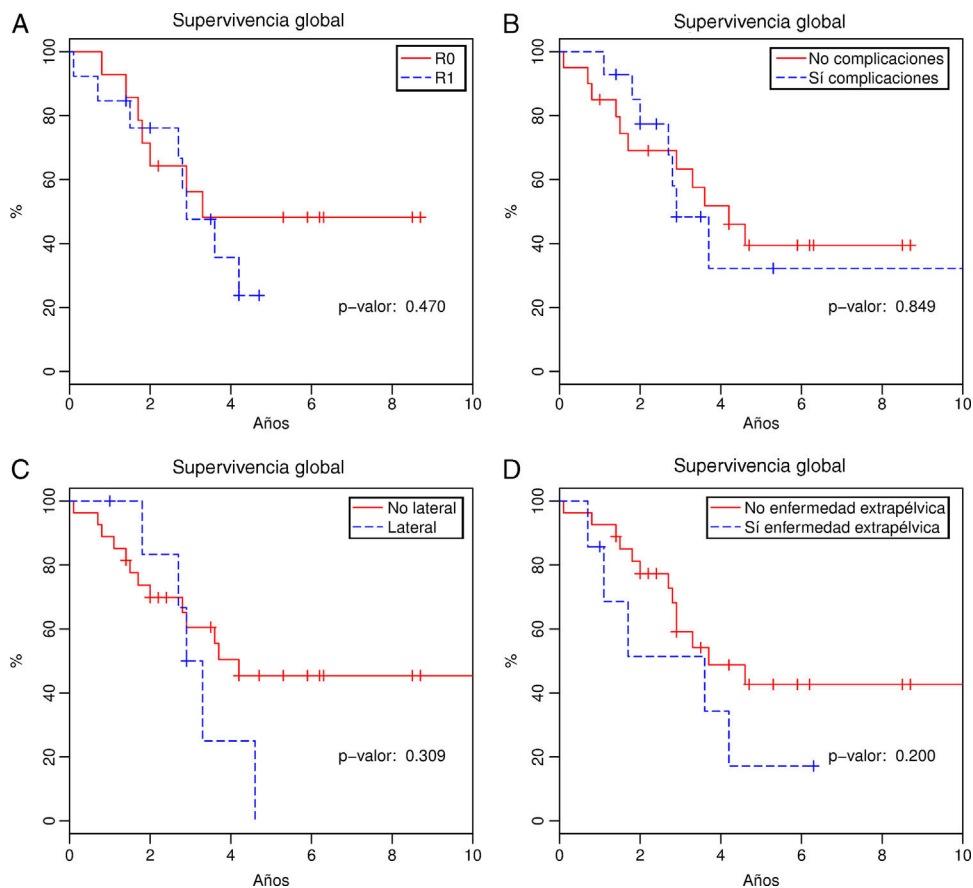 A
Supervivencia global
R0
R1
%
100
80
60
40
20
0
p-valor: 0.470
0 2 4 6 8 10
Años
B
Supervivencia global
No complicaciones
Sí complicaciones
%
100
80
60
40
20
0
p-valor: 0.849
0 2 4 6 8 10
Años
C
Supervivencia global
No lateral
Lateral
%
100
80
60
40
20
0
p-valor: 0.309
0 2 4 6 8 10
Años
D
Supervivencia global
No enfermedad extrapélvica
Sí enfermedad extrapélvica
%
100
80
60
40
20
0
p-valor: 0.200
0 2 4 6 8 10
Años